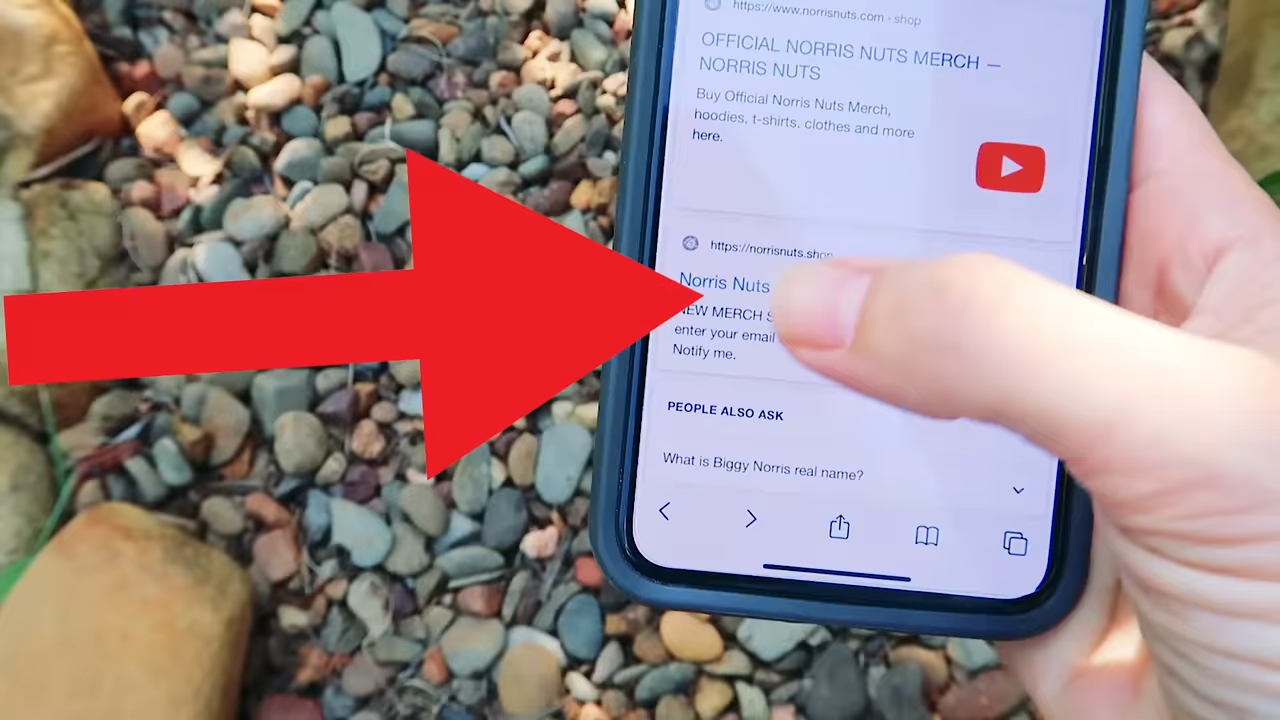 https://www.norrisnuts.com › shop
OFFICIAL NORRIS NUTS MERCH —
NORRIS NUTS
Buy Official Norris Nuts Merch,
hoodies, t-shirts, clothes and more
here.
https://norrisnuts.shop
Norris Nuts
NEW MERCH
enter your email
Notify me.
PEOPLE ALSO ASK
What is Biggy Norris real name?